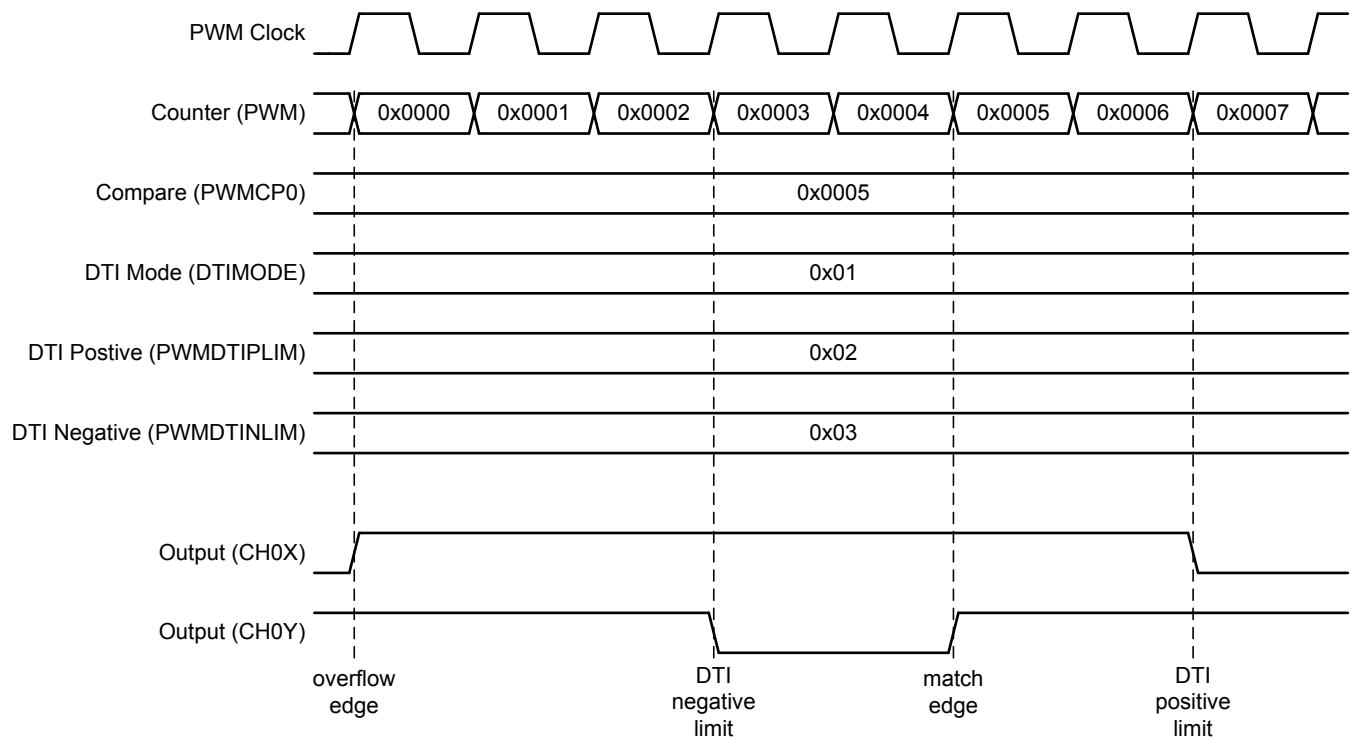 PWM Clock
Counter (PWM) 0x0000 0x0001 0x0002 0x0003 0x0004 0x0005 0x0006 0x0007
Compare (PWMCP0) 0x0005
DTI Mode (DTIMODE) 0x01
DTI Postive (PWMDTIPLIM) 0x02
DTI Negative (PWMDTINLIM) 0x03
Output (CH0X)
Output (CH0Y)
overflow
edge
DTI
negative
limit
match
edge
DTI
positive
limit